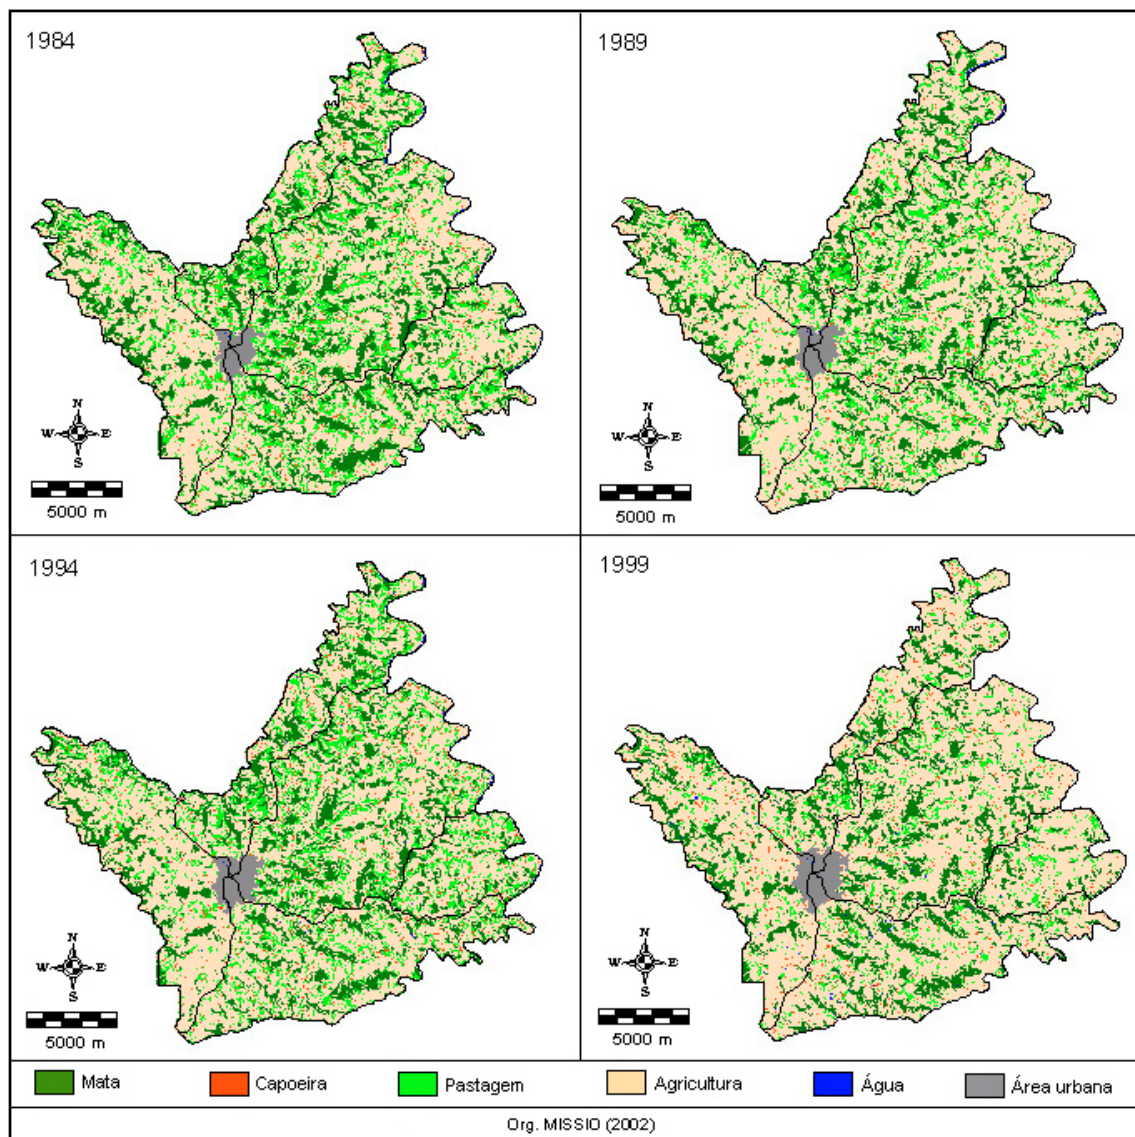 1984
1989
N
W E
S
5000 m
N
W E
S
5000 m
1994
1999
N
W E
S
5000 m
N
W E
S
5000 m
Mata Capoeira Pastagem Agricultura Água Área urbana
Org. MISSIO (2002)